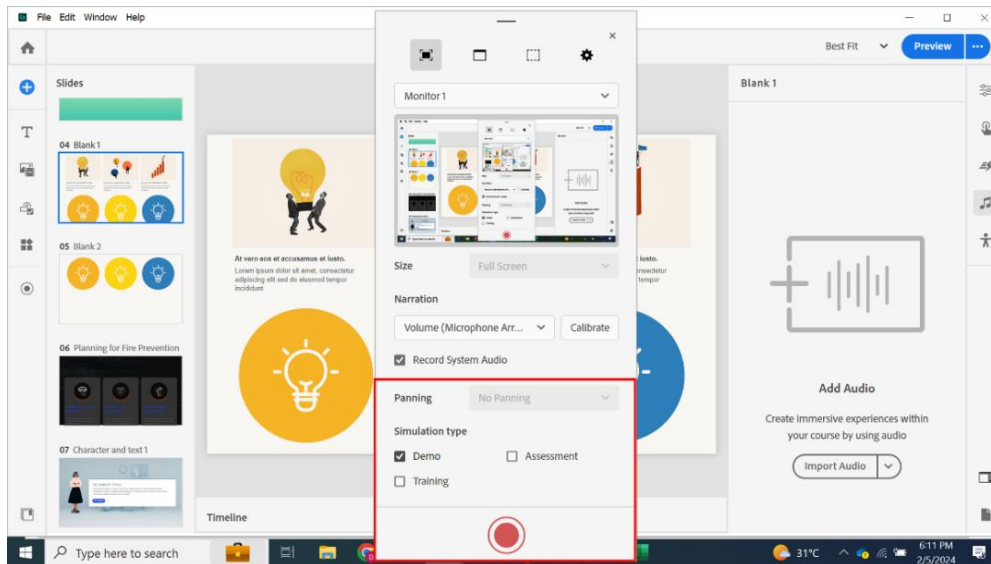 File Edit Window Help
Best Fit
Preview
Slides
04 Blank 1
05 Blank 2
06 Planning for Fire Prevention
07 Character and text 1
At vero eos et accusamus et iusto.
Lorem ipsum dolor sit amet, consectetur
adipiscing elit sed do eiusmod tempor
incididunt
Timeline
Monitor 1
Size
Full Screen
Narration
Volume (Microphone Arr...
Calibrate
Record System Audio
Panning
No Panning
Simulation type
Demo
Assessment
Training
iusto.
tempor
Blank 1
Add Audio
Create immersive experiences within
your course by using audio
Import Audio
Type here to search
31°C
6:11 PM
2/5/2024